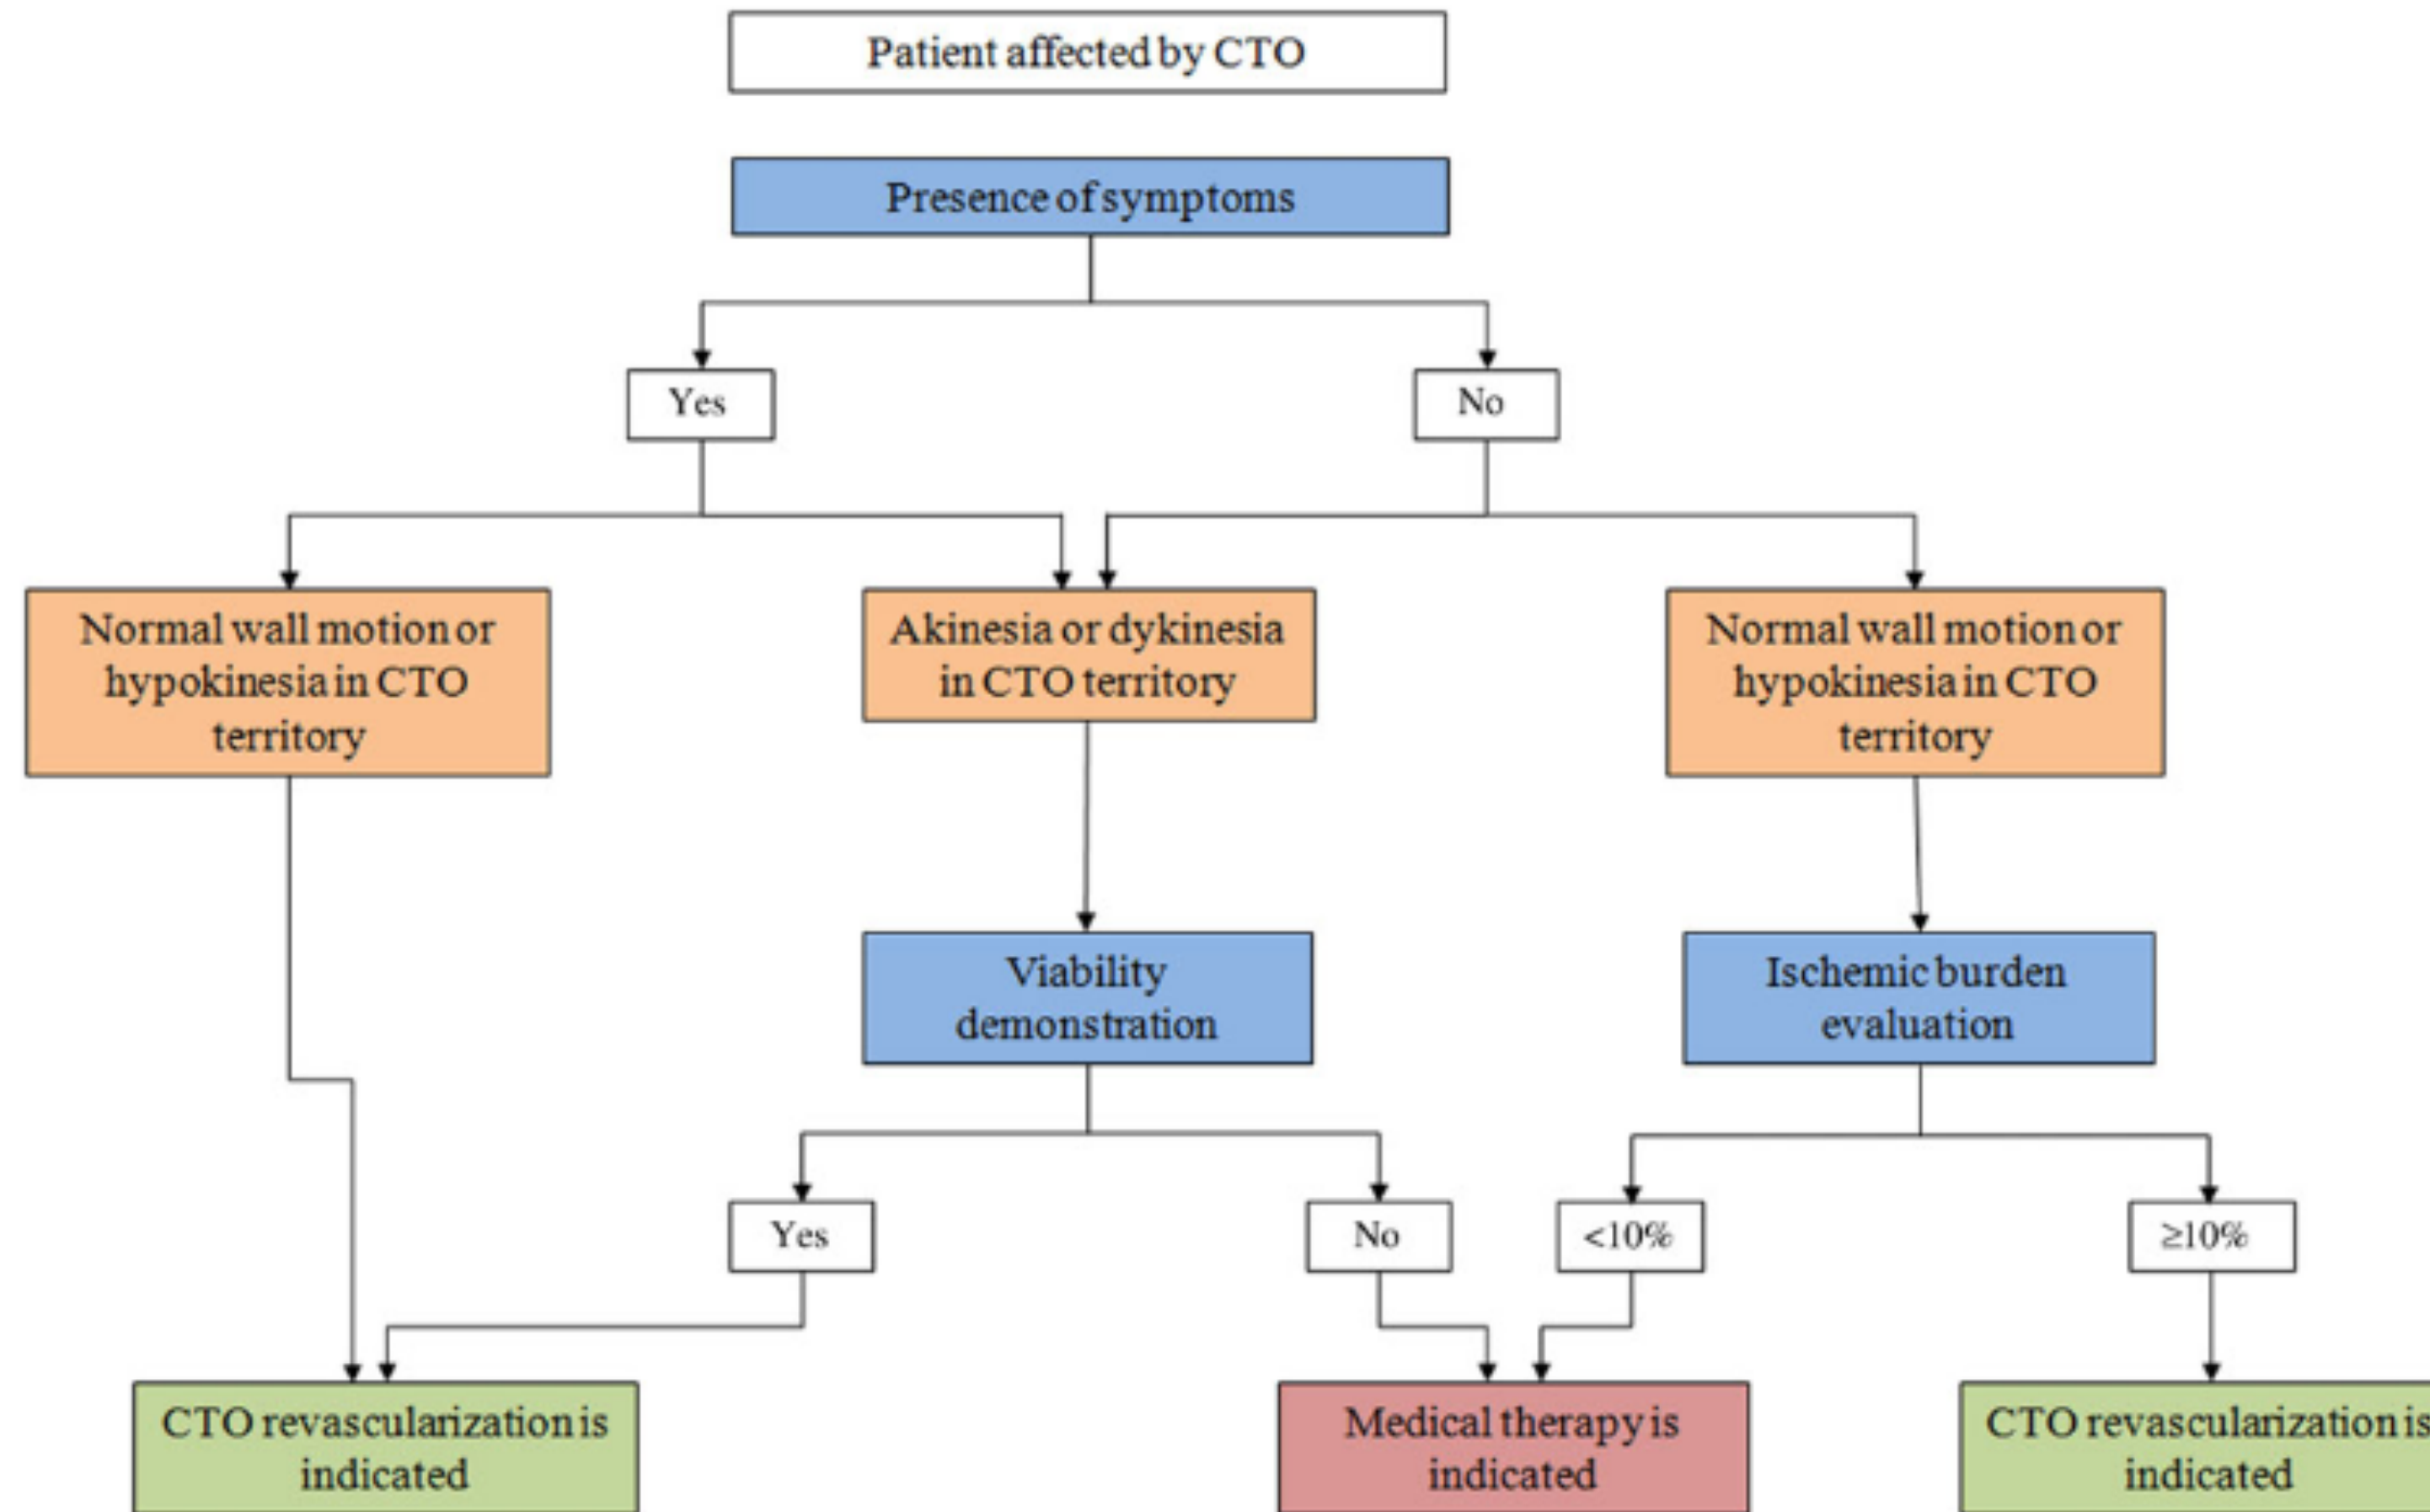 Patient affected by CTO
Presence of symptoms
Yes
No
Normal wall motion or
hypokinesia in CTO
territory
Akinesia or dykinesia
in CTO territory
Normal wall motion or
hypokinesia in CTO
territory
Viability
demonstration
Ischemic burden
evaluation
Yes
No
<10%
≥10%
CTO revascularization is
indicated
Medical therapy is
indicated
CTO revascularization is
indicated